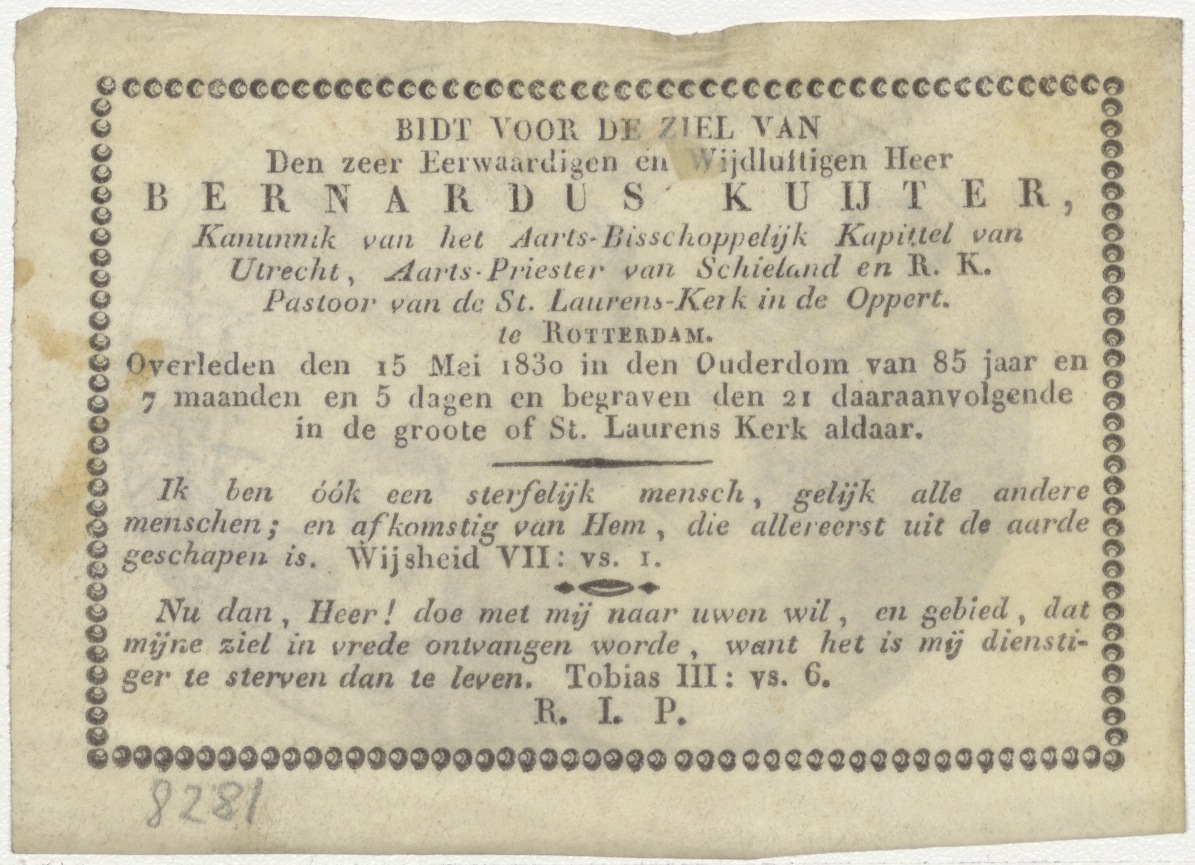 BIDT VOOR DE ZIEL VAN
Den zeer Eerwaardigen en Wijdluftigen Heer
BERNARDUS KUIJTER,
Kanunnik van het Aarts-Bisschoppelijk Kapittel van
Utrecht, Aarts-Priester van Schieland en R. K.
Pastoor van de St. Laurens-Kerk in de Oppert.
te ROTTERDAM.
Overleden den 15 Mei 1830 in den Ouderdom van 85 jaar en
7 maanden en 5 dagen en begraven den 21 daaraanvolgende
in de groote of St. Laurens Kerk aldaar.
Ik ben óók een sterfelijk mensch, gelijk alle andere
menschen; en afkomstig van Hem, die allereerst uit de aarde
geschapen is. Wijsheid VII: vs. 1.
Nu dan, Heer! doe met mij naar uwen wil, en gebied, dat
mijne ziel in vrede ontvangen worde, want het is mij diensti-
ger te sterven dan te leven. Tobias III: vs. 6.
R. I. P.
8281